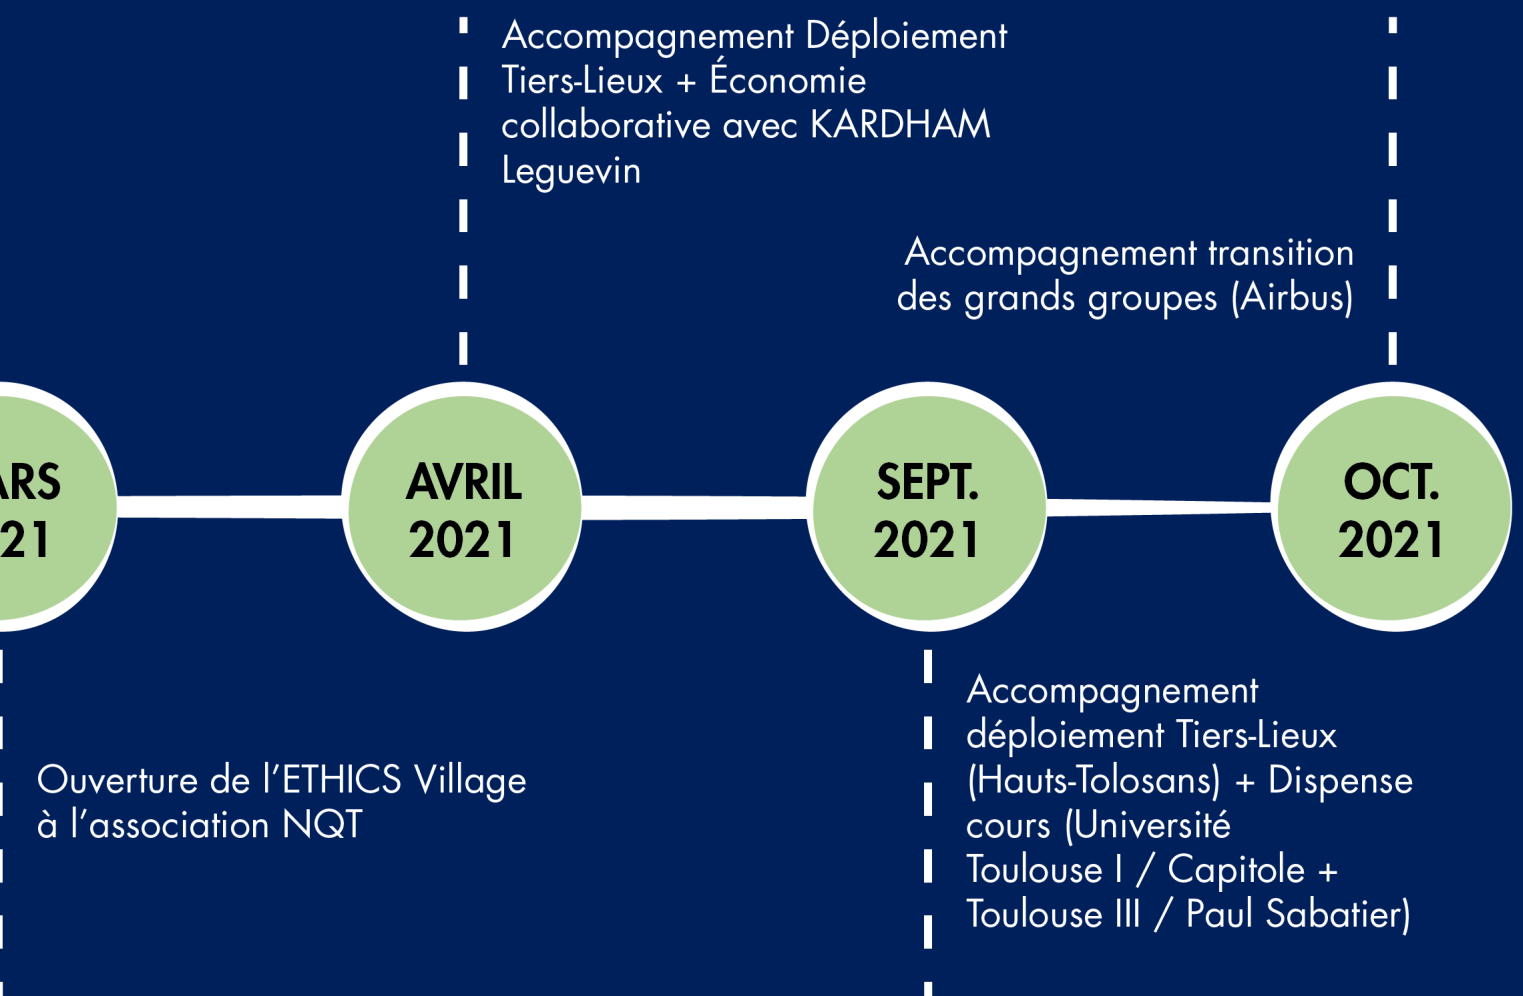 Accompagnement Déploiement
Tiers-Lieux + Économie
collaborative avec KARDHAM
Leguevin
Accompagnement transition
des grands groupes (Airbus)
ARS
21
AVRIL
2021
SEPT.
2021
OCT.
2021
Ouverture de l’ETHICS Village
à l’association NQT
Accompagnement
déploiement Tiers-Lieux
(Hauts-Tolosans) + Dispense
cours (Université
Toulouse I / Capitole +
Toulouse III / Paul Sabatier)